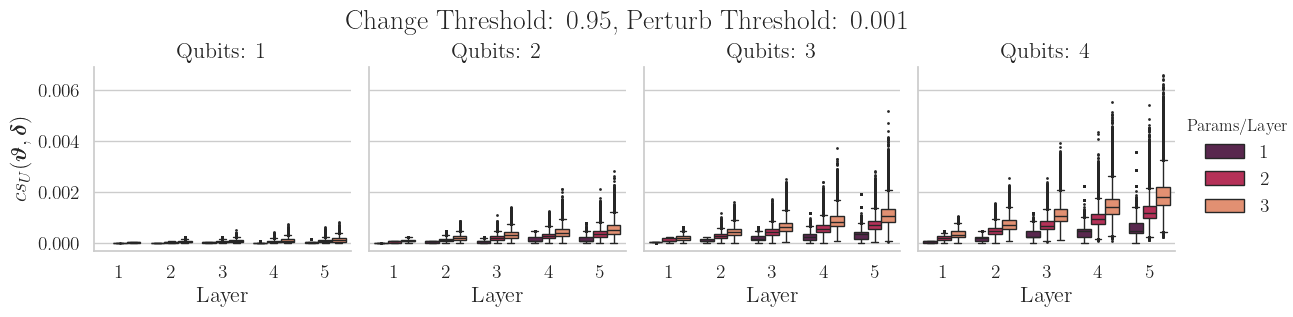 Change Threshold: 0.95, Perturb Threshold: 0.001
Qubits: 1
Qubits: 2
Qubits: 3
Qubits: 4
cs_U(ϑ, δ)
0.006
0.004
0.002
0.000
1 2 3 4 5
1 2 3 4 5
1 2 3 4 5
1 2 3 4 5
Layer
Layer
Layer
Layer
Params/Layer
1
2
3